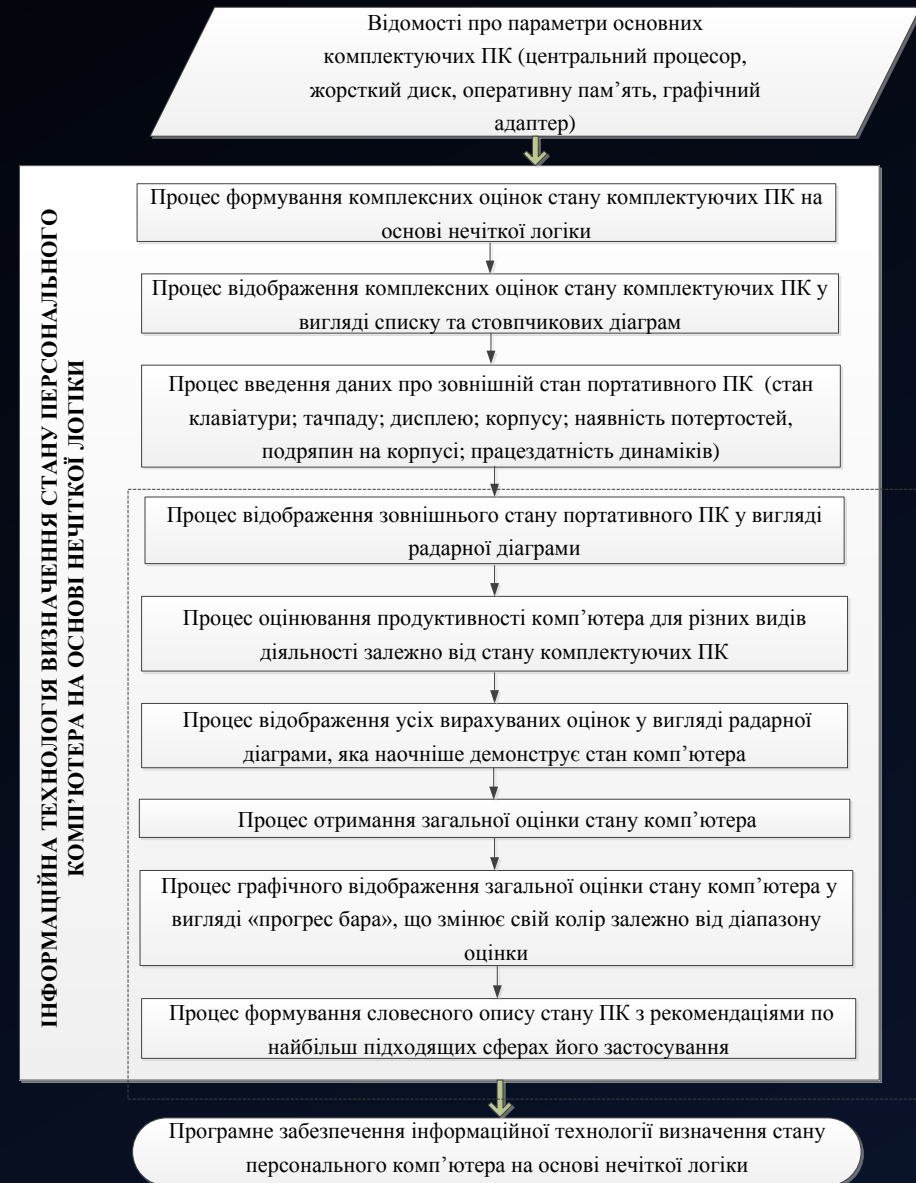 Відомості про параметри основних
комплектуючих ПК (центральний процесор,
жорсткий диск, оперативну пам’ять, графічний
адаптер)
ІНФОРМАЦІЙНА ТЕХНОЛОГІЯ ВИЗНАЧЕННЯ СТАНУ ПЕРСОНАЛЬНОГО
КОМП'ЮТЕРА НА ОСНОВІ НЕЧІТКОЇ ЛОГІКИ
Процес формування комплексних оцінок стану комплектуючих ПК на
основі нечіткої логіки
Процес відображення комплексних оцінок стану комплектуючих ПК у
вигляді списку та стовпчикових діаграм
Процес введення даних про зовнішній стан портативного ПК (стан
клавіатури; тачпаду; дисплею; корпусу; наявність потертостей,
подряпин на корпусі; працездатність динаміків)
Процес відображення зовнішнього стану портативного ПК у вигляді
радарної діаграми
Процес оцінювання продуктивності комп’ютера для різних видів
діяльності залежно від стану комплектуючих ПК
Процес відображення усіх вирахуваних оцінок у вигляді радарної
діаграми, яка наочніше демонструє стан комп’ютера
Процес отримання загальної оцінки стану комп’ютера
Процес графічного відображення загальної оцінки стану комп’ютера у
вигляді «прогрес бара», що змінює свій колір залежно від діапазону
оцінки
Процес формування словесного опису стану ПК з рекомендаціями по
найбільш підходящих сферах його застосування
Програмне забезпечення інформаційної технології визначення стану
персонального комп’ютера на основі нечіткої логіки